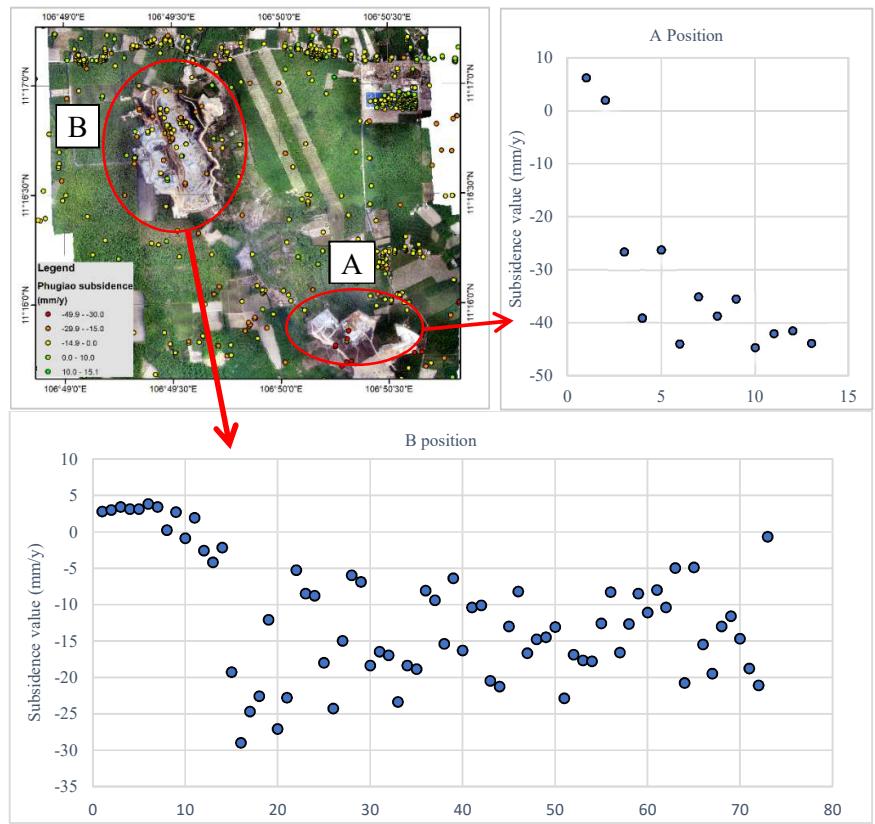 106°49'0"E 106°49'30"E 106°50'0"E 106°50'30"E
11°17'0"N 11°17'0"N
11°16'30"N 11°16'30"N
11°16'0"N 11°16'0"N
B
A
Legend
Phugiao subsidence
(mm/y)
-49.9 - -30.0
-29.9 - -15.0
-14.9 - 0.0
0.0 - 10.0
10.0 - 15.1
106°49'0"E 106°49'30"E 106°50'0"E 106°50'30"E
A Position
Subsidence value (mm/y)
10
0
-10
-20
-30
-40
-50
0 5 10 15
B position
Subsidence value (mm/y)
10
5
0
-5
-10
-15
-20
-25
-30
-35
0 10 20 30 40 50 60 70 80